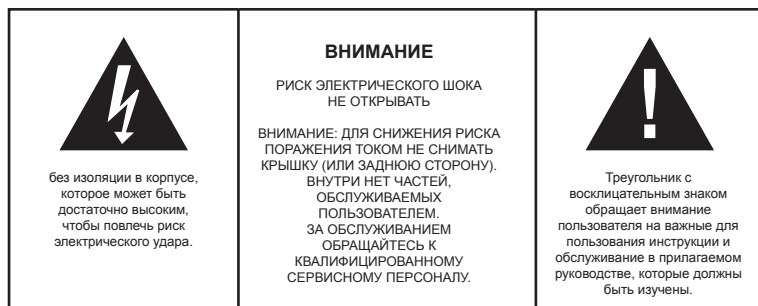 без изоляции в корпусе,
которое может быть
достаточно высоким,
чтобы повлечь риск
электрического удара.
ВНИМАНИЕ
РИСК ЭЛЕКТРИЧЕСКОГО ШОКА
НЕ ОТКРЫВАТЬ
ВНИМАНИЕ: ДЛЯ СНИЖЕНИЯ РИСКА
ПОРАЖЕНИЯ ТОКОМ НЕ СНИМАТЬ
КРЫШКУ (ИЛИ ЗАДНЮЮ СТОРОНУ).
ВНУТРИ НЕТ ЧАСТЕЙ,
ОБСЛУЖИВАЕМЫХ
ПОЛЬЗОВАТЕЛЕМ.
ЗА ОБСЛУЖИВАНИЕМ
ОБРАЩАЙТЕСЬ К
КВАЛИФИЦИРОВАННОМУ
СЕРВИСНОМУ ПЕРСОНАЛУ.
!
Треугольник с
восклицательным знаком
обращает внимание
пользователя на важные для
пользования инструкции и
обслуживание в прилагаемом
руководстве, которые должны
быть изучены.